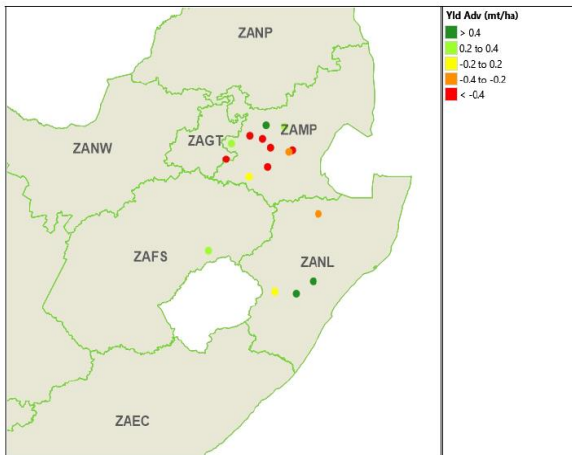 Yld Adv (mt/ha)
> 0.4
0.2 to 0.4
-0.2 to 0.2
-0.4 to -0.2
< -0.4
ZANP
ZANW
ZAGT
ZAMP
ZAFS
ZANL
ZAEC